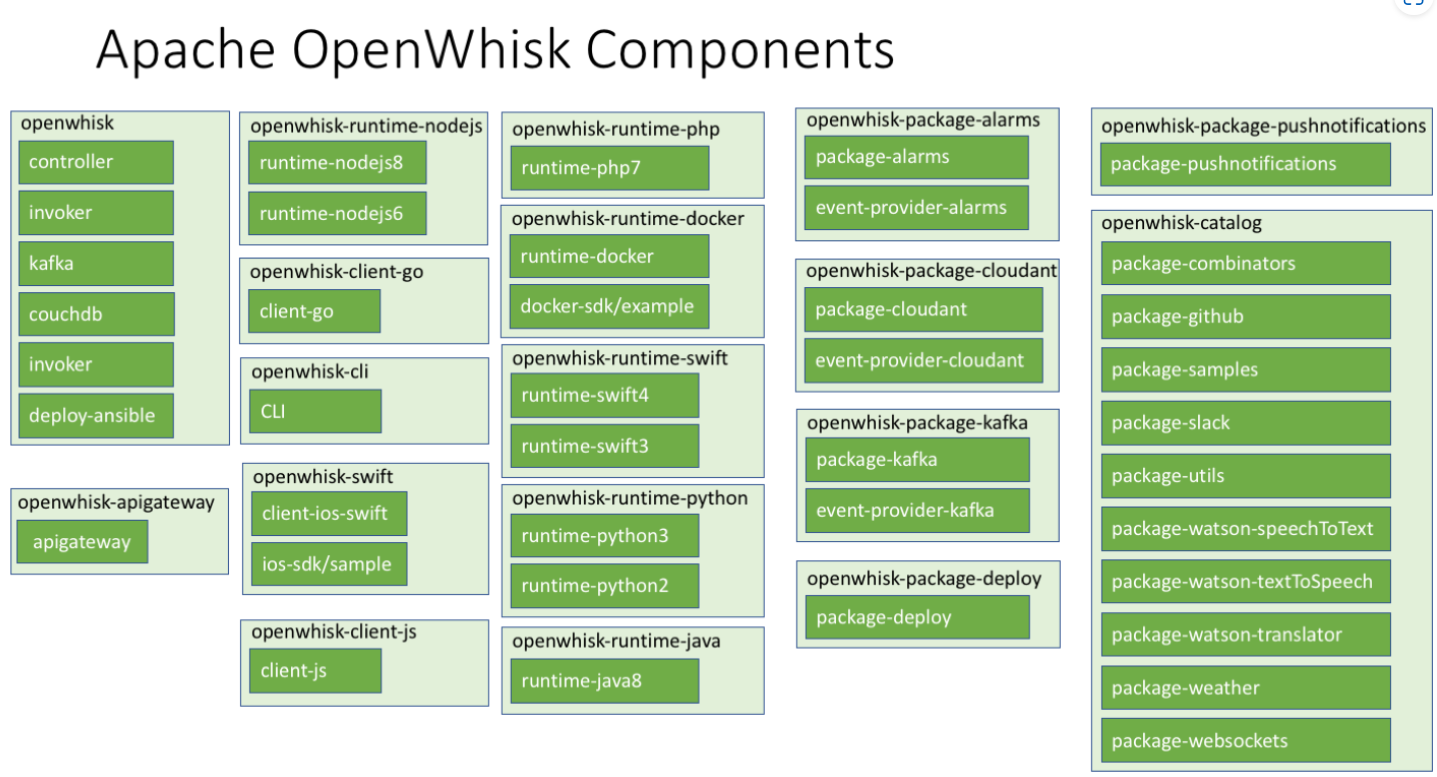 Apache OpenWhisk Components
openwhisk
controller
invoker
kafka
couchdb
invoker
deploy-ansible
openwhisk-apigateway
apigateway
openwhisk-runtime-nodejs
runtime-nodejs8
runtime-nodejs6
openwhisk-client-go
client-go
openwhisk-cli
CLI
openwhisk-swift
client-ios-swift
ios-sdk/sample
openwhisk-client-js
client-js
openwhisk-runtime-php
runtime-php7
openwhisk-runtime-docker
runtime-docker
docker-sdk/example
openwhisk-runtime-swift
runtime-swift4
runtime-swift3
openwhisk-runtime-python
runtime-python3
runtime-python2
openwhisk-runtime-java
runtime-java8
openwhisk-package-alarms
package-alarms
event-provider-alarms
openwhisk-package-cloudant
package-cloudant
event-provider-cloudant
openwhisk-package-kafka
package-kafka
event-provider-kafka
openwhisk-package-deploy
package-deploy
openwhisk-package-pushnotifications
package-pushnotifications
openwhisk-catalog
package-combinators
package-github
package-samples
package-slack
package-utils
package-watson-speechToText
package-watson-textToSpeech
package-watson-translator
package-weather
package-websockets